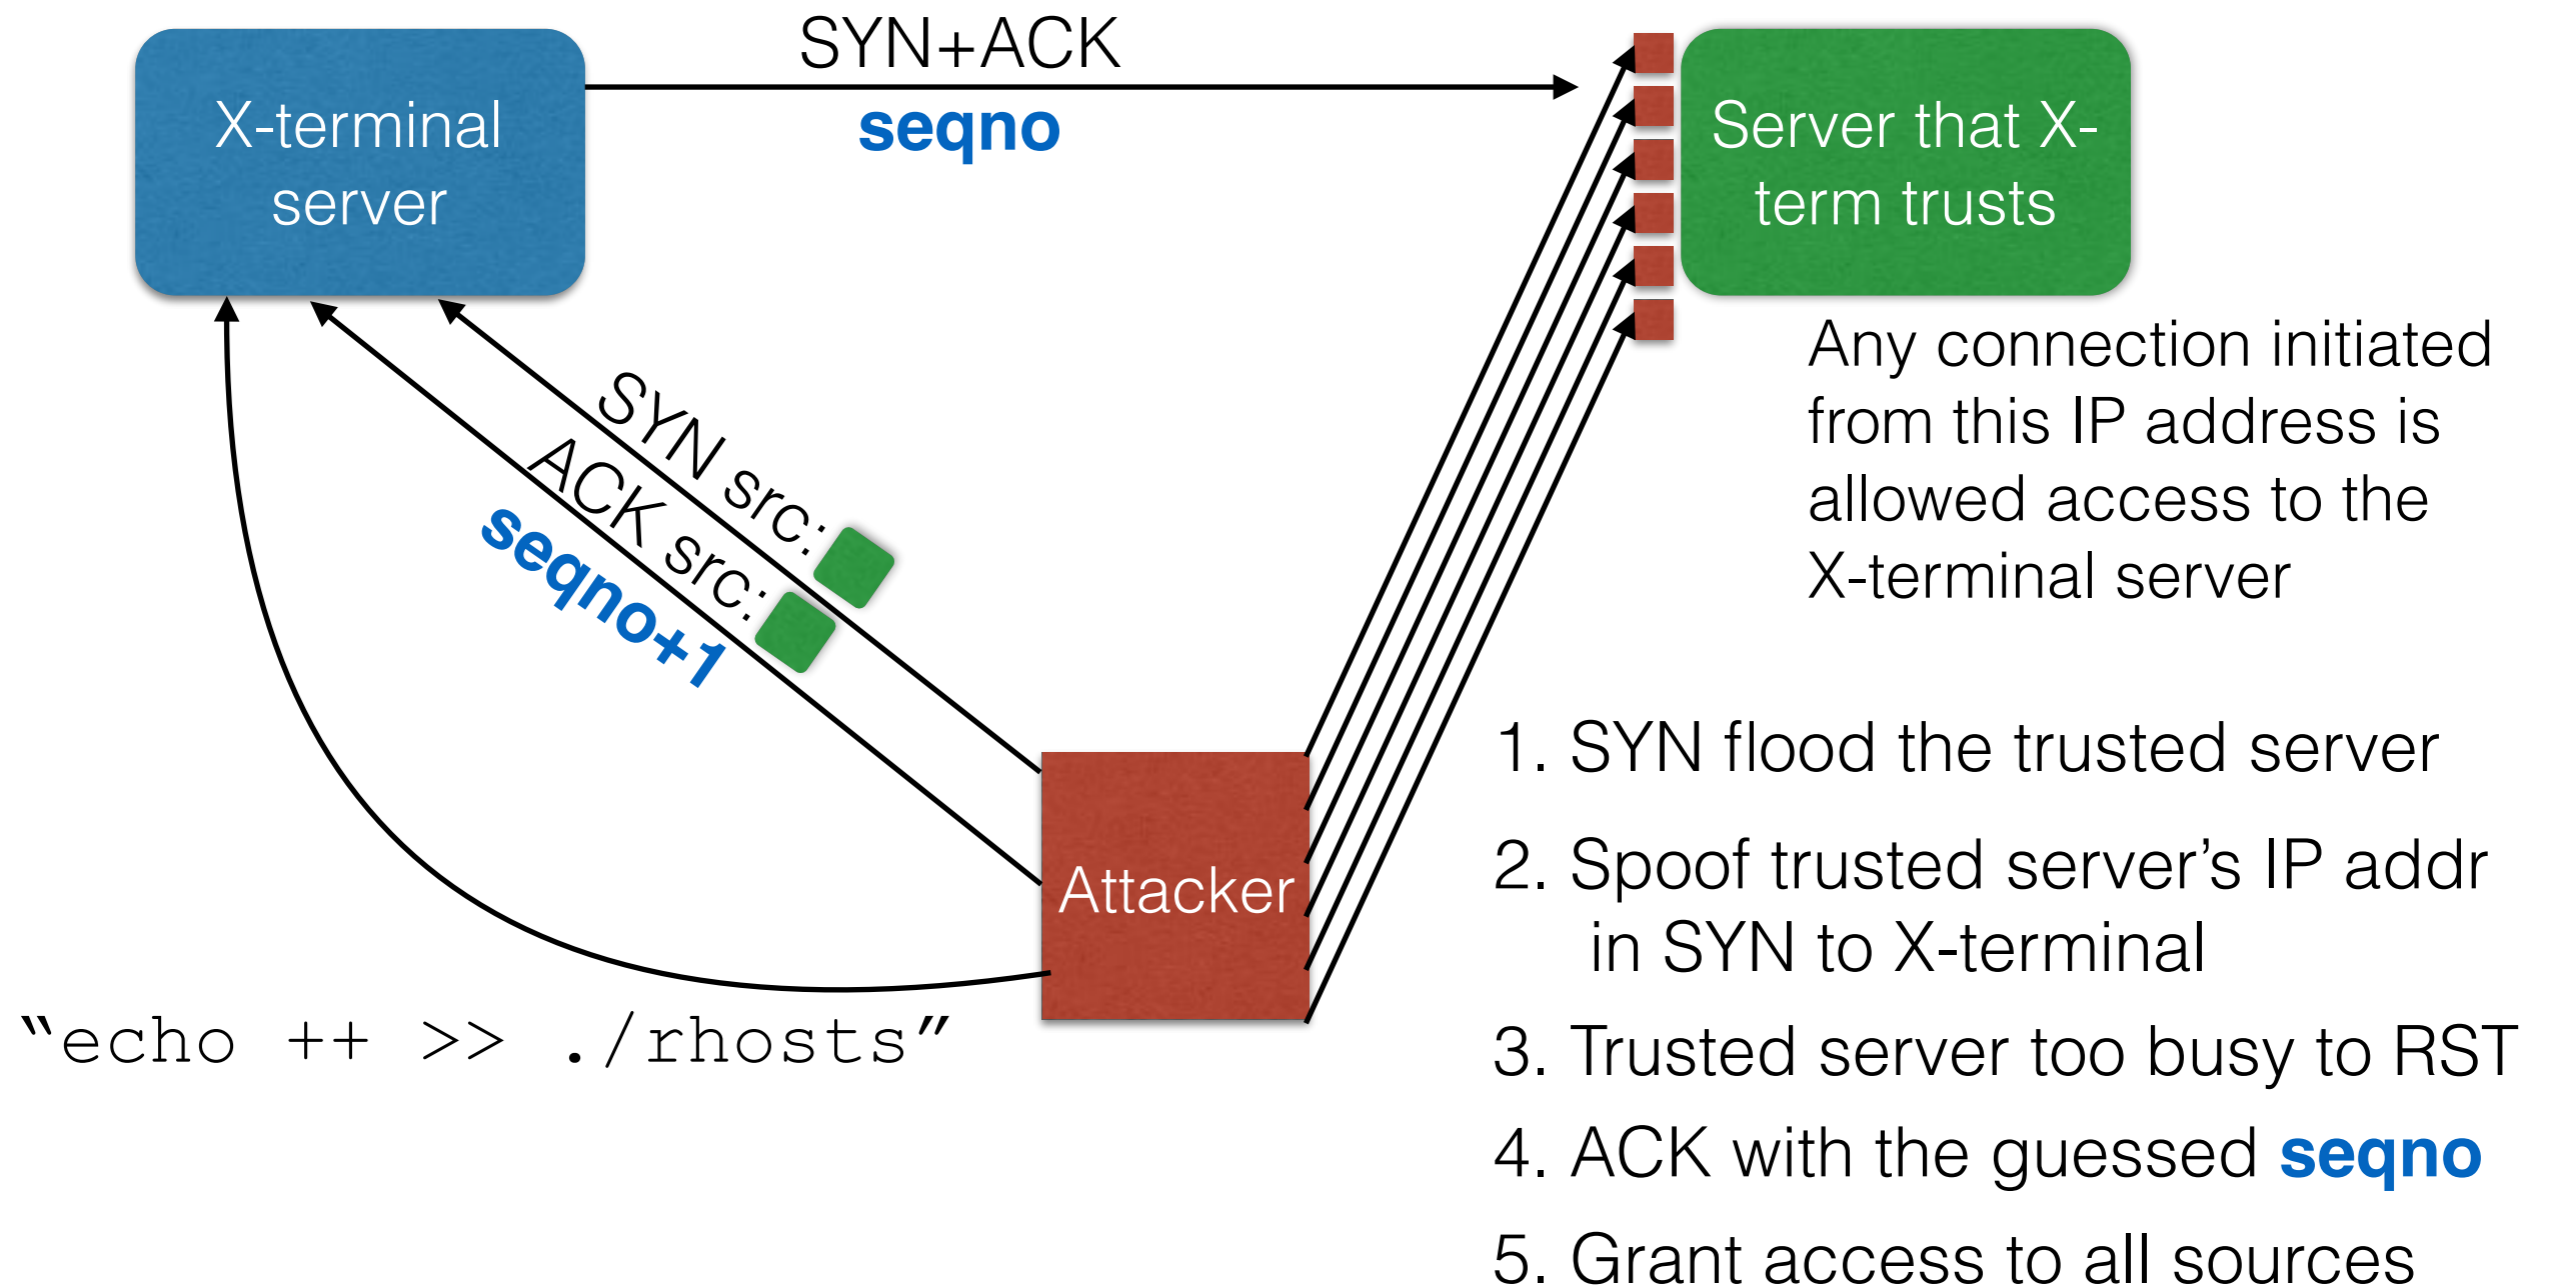 SYN+ACK
seqno
X-terminal
server
Server that X-
term trusts
Any connection initiated
from this IP address is
allowed access to the
X-terminal server
SYN src:
ACK src:
seqno+1
Attacker
“echo ++ >> ./rhosts”
1. SYN flood the trusted server
2. Spoof trusted server’s IP addr
in SYN to X-terminal
3. Trusted server too busy to RST
4. ACK with the guessed seqno
5. Grant access to all sources